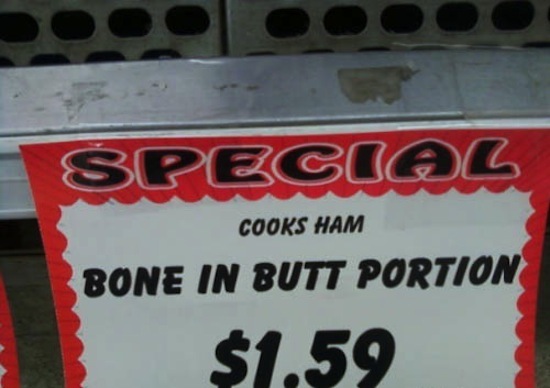 SPECIAL
COOKS HAM
BONE IN BUTT PORTION
$1.59